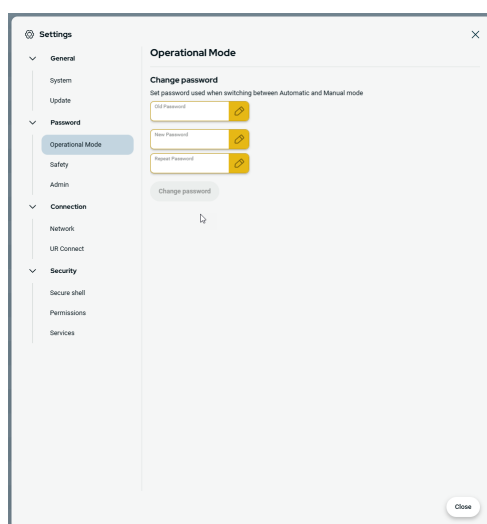 Settings
General
System
Update
Password
Operational Mode
Safety
Admin
Connection
Network
UR Connect
Security
Secure shell
Permissions
Services
Operational Mode
Change password
Set password used when switching between Automatic and Manual mode
Old Password
New Password
Repeat Password
Change password
Close